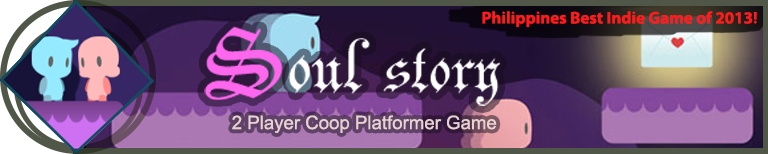 Philippines Best Indie Game of 2013!
Soul story
2 Player Coop Platformer Game